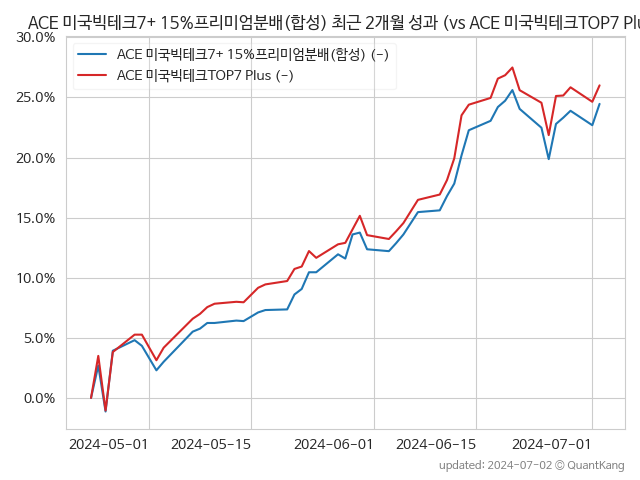 ACE 미국빅테크7+ 15%프리미엄분배(합성) 최근 2개월 성과 (vs ACE 미국빅테크TOP7 Plu
30.0%
ACE 미국빅테크7+ 15%프리미엄분배(합성) (-)
ACE 미국빅테크TOP7 Plus (-)
25.0%
20.0%
15.0%
10.0%
5.0%
0.0%
2024-05-01 2024-05-15 2024-06-01 2024-06-15 2024-07-01
updated: 2024-07-02 © QuantKang